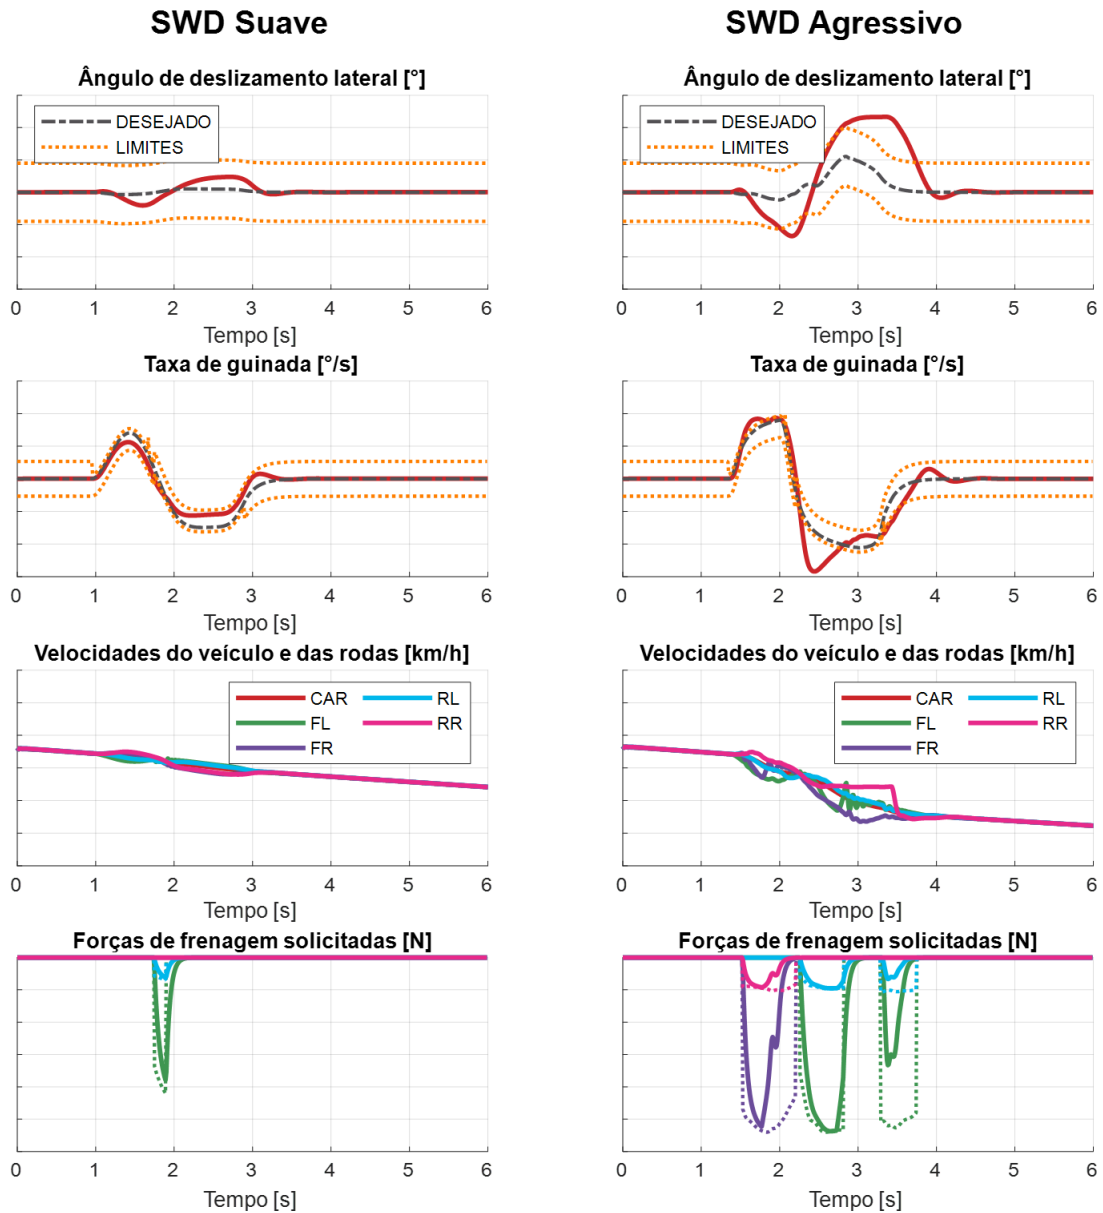 SWD Suave
SWD Agressivo
Ângulo de deslizamento lateral [°]
DESEJADO
LIMITES
0 1 2 3 4 5 6
Tempo [s]
Ângulo de deslizamento lateral [°]
DESEJADO
LIMITES
0 1 2 3 4 5 6
Tempo [s]
Taxa de guinada [°/s]
0 1 2 3 4 5 6
Tempo [s]
Taxa de guinada [°/s]
0 1 2 3 4 5 6
Tempo [s]
Velocidades do veículo e das rodas [km/h]
CAR RL
FL RR
FR
0 1 2 3 4 5 6
Tempo [s]
Velocidades do veículo e das rodas [km/h]
CAR RL
FL RR
FR
0 1 2 3 4 5 6
Tempo [s]
Forças de frenagem solicitadas [N]
0 1 2 3 4 5 6
Tempo [s]
Forças de frenagem solicitadas [N]
0 1 2 3 4 5 6
Tempo [s]